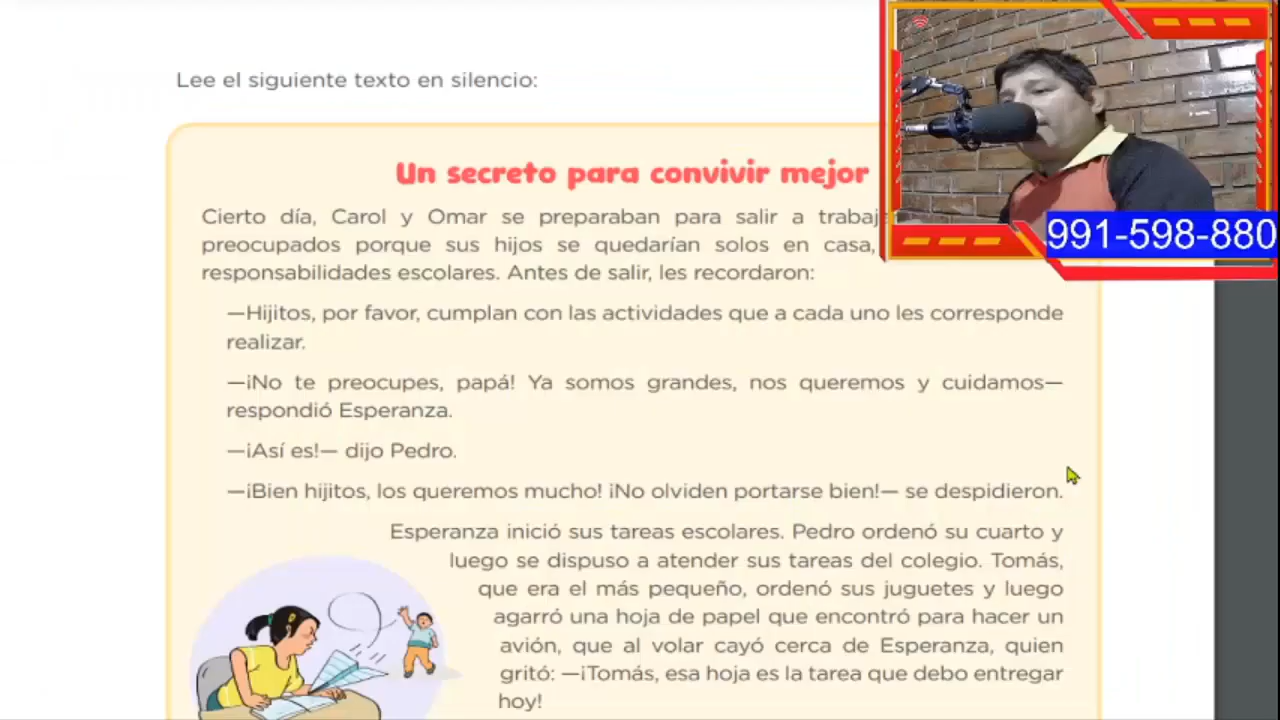 Lee el siguiente texto en silencio:
Un secreto para convivir mejor
Cierto día, Carol y Omar se preparaban para salir a
preocupados porque sus hijos se quedarían solos en casa,
responsabilidades escolares. Antes de salir, les recordaron:
—Hijitos, por favor, cumplan con las actividades que a cada uno les corresponde
realizar.
—¡No te preocupes, papá! Ya somos grandes, nos queremos y cuidamos—
respondió Esperanza.
—¡Así es!— dijo Pedro.
—¡Bien hijitos, los queremos mucho! ¡No olviden portarse bien!— se despidieron.
Esperanza inició sus tareas escolares. Pedro ordenó su cuarto y
luego se dispuso a atender sus tareas del colegio. Tomás,
que era el más pequeño, ordenó sus juguetes y luego
agarró una hoja de papel que encontró para hacer un
avión, que al volar cayó cerca de Esperanza, quien
gritó: —¡Tomás, esa hoja es la tarea que debo entregar
hoy!
991-598-880